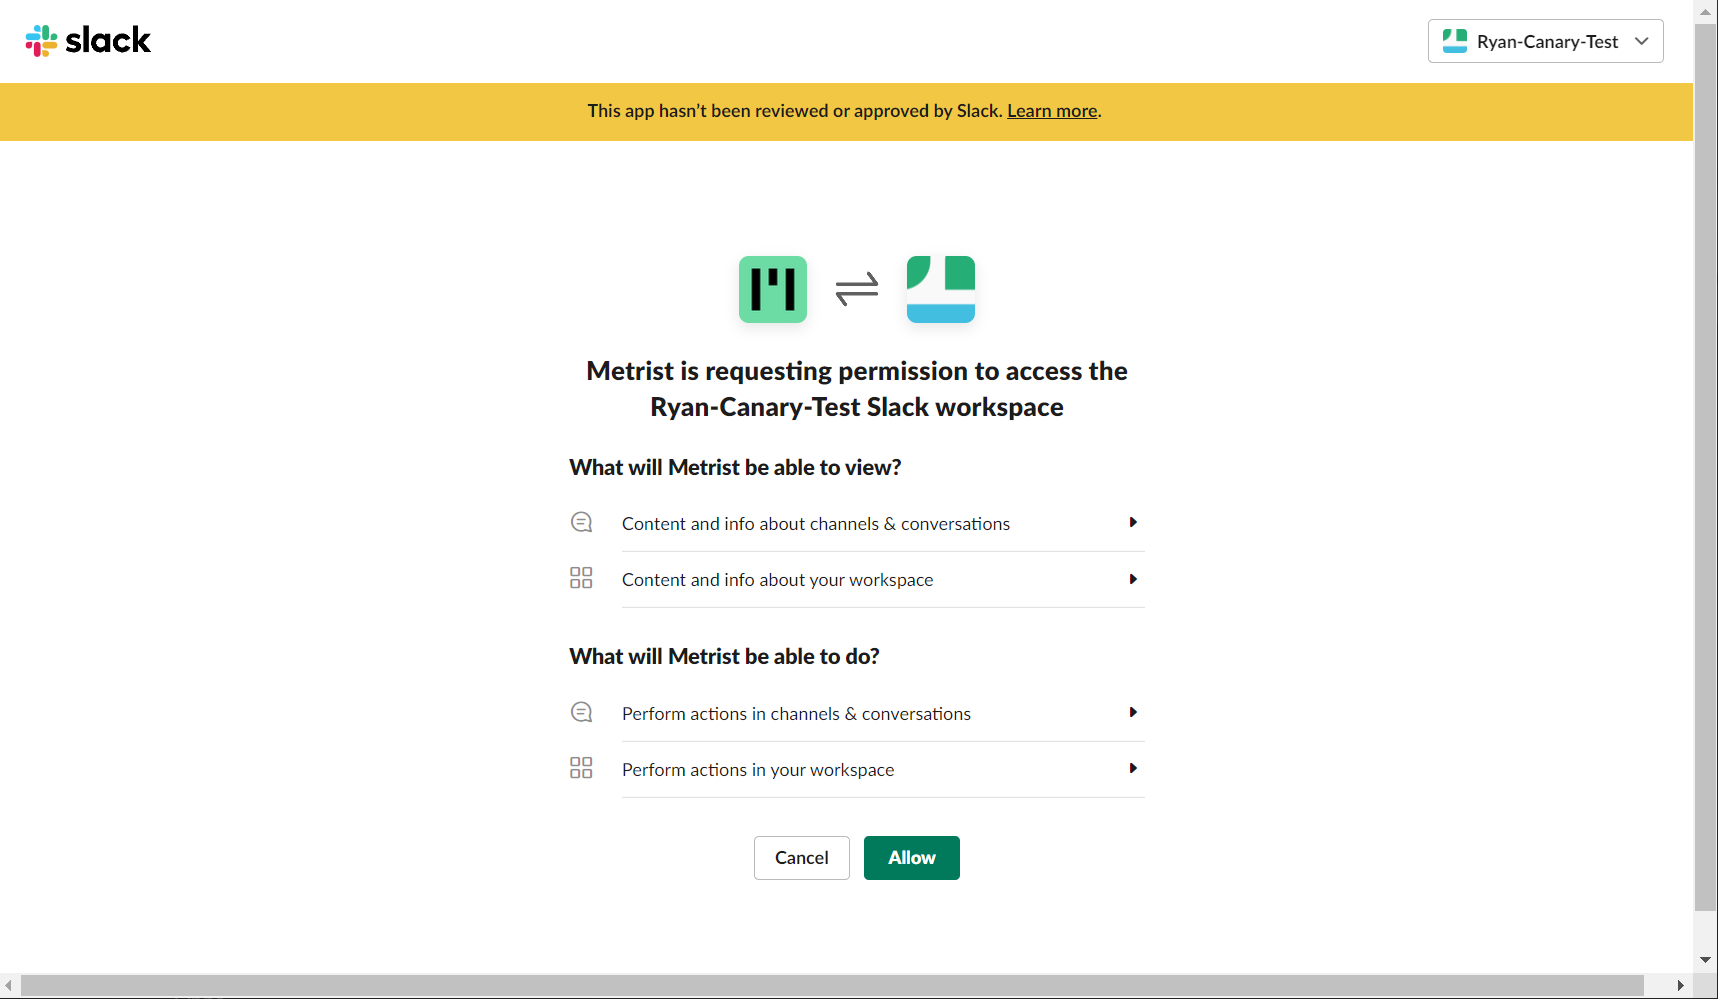 slack
Ryan-Canary-Test
This app hasn’t been reviewed or approved by Slack. Learn more.
Metrist is requesting permission to access the
Ryan-Canary-Test Slack workspace
What will Metrist be able to view?
Content and info about channels & conversations
Content and info about your workspace
What will Metrist be able to do?
Perform actions in channels & conversations
Perform actions in your workspace
Cancel
Allow